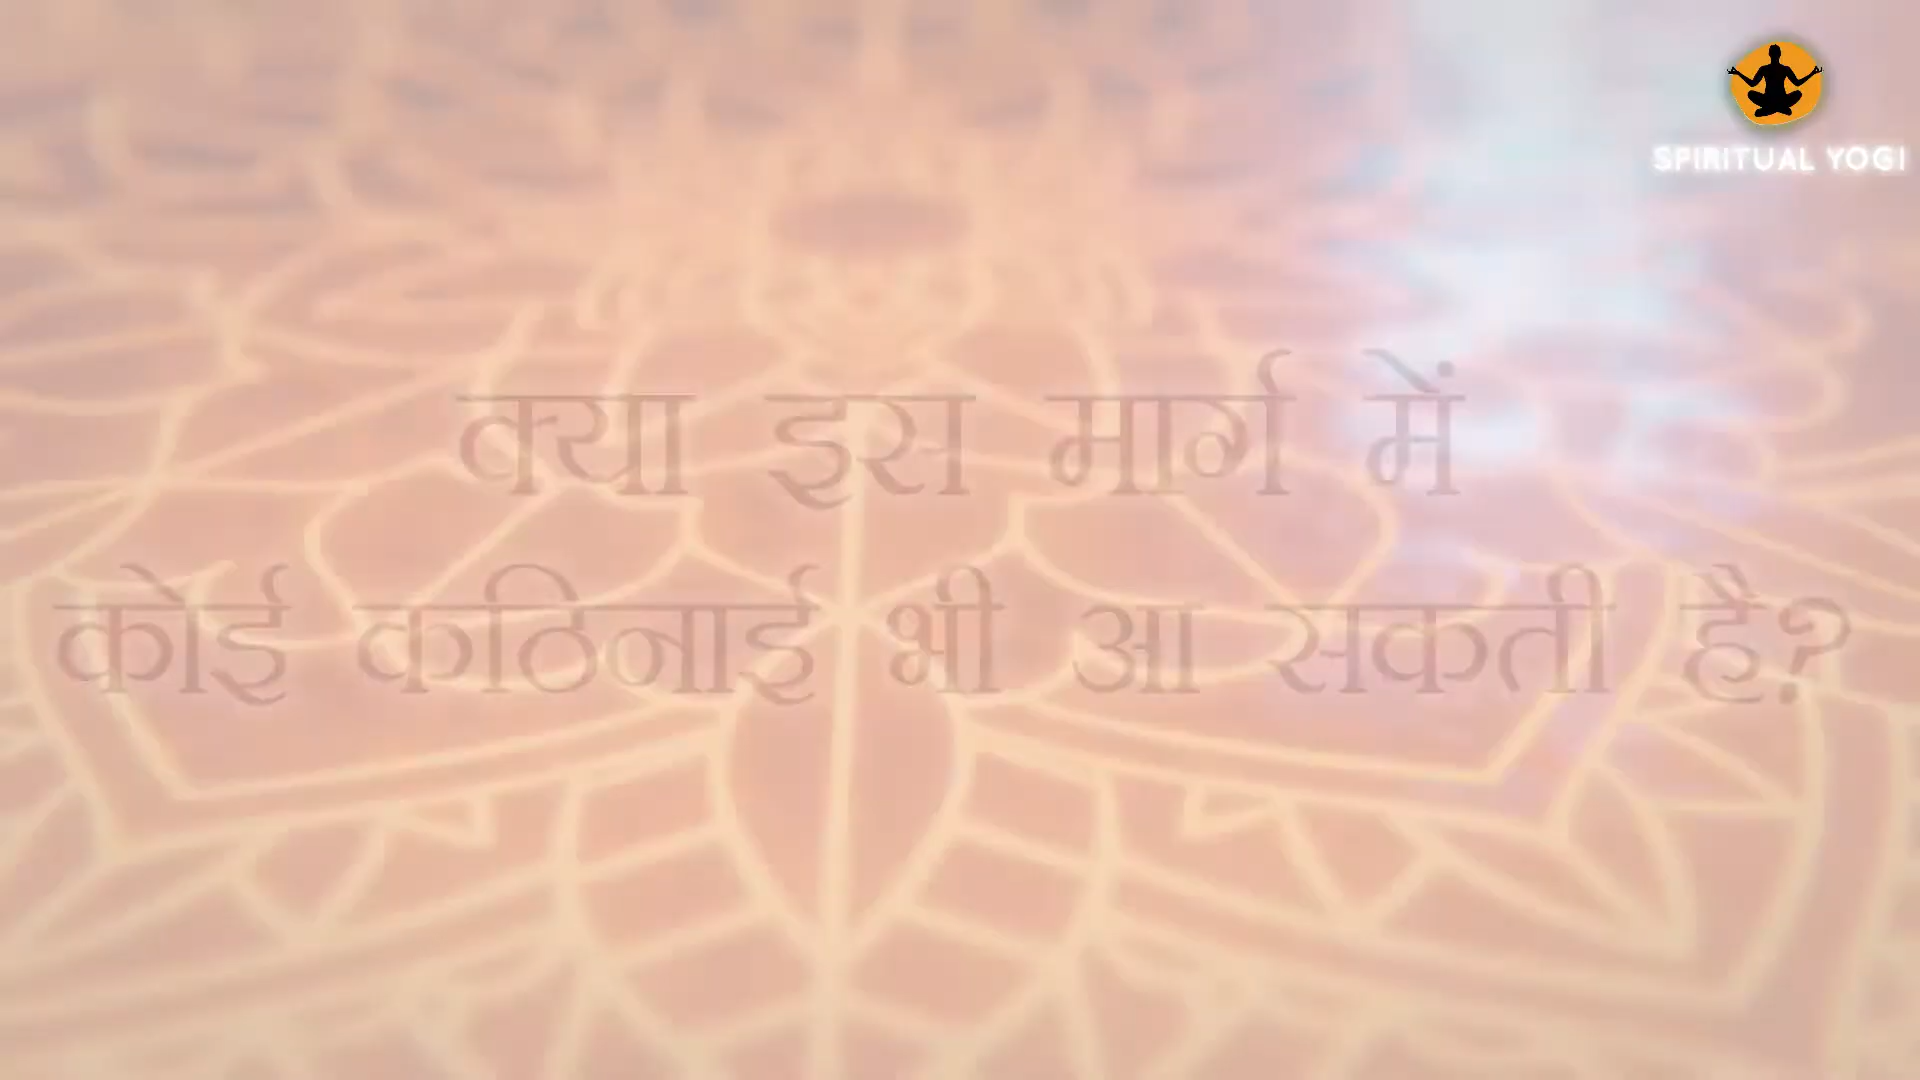 SPIRITUAL YOGI
क्या इस मार्ग में
कोई कठिनाई भी आ सकती है?